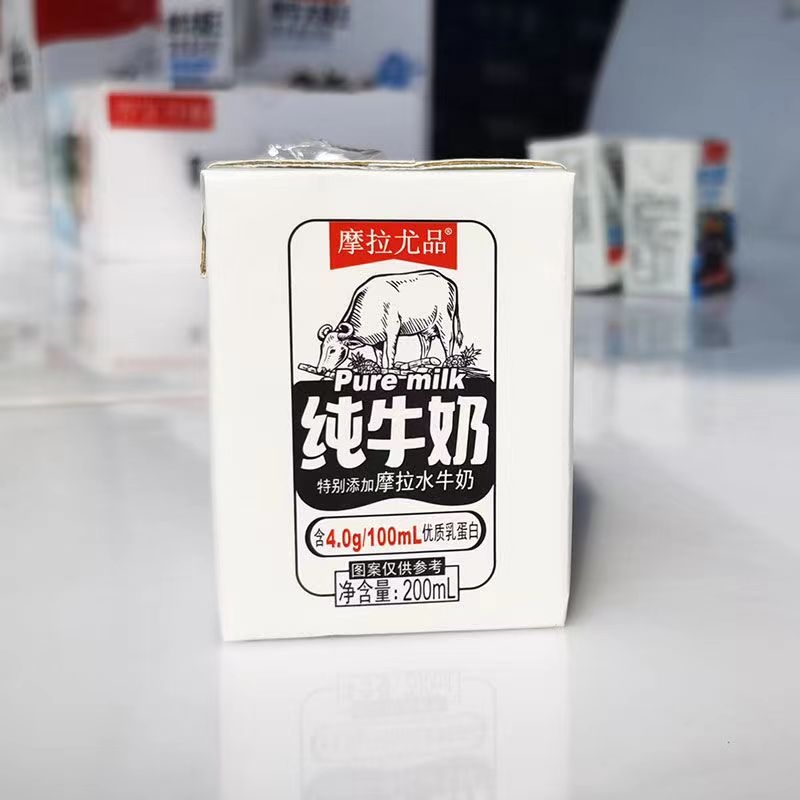 摩拉尤品®
Pure milk
纯牛奶
特别添加摩拉水牛奶
含4.0g/100mL优质乳蛋白
图案仅供参考
净含量:200mL